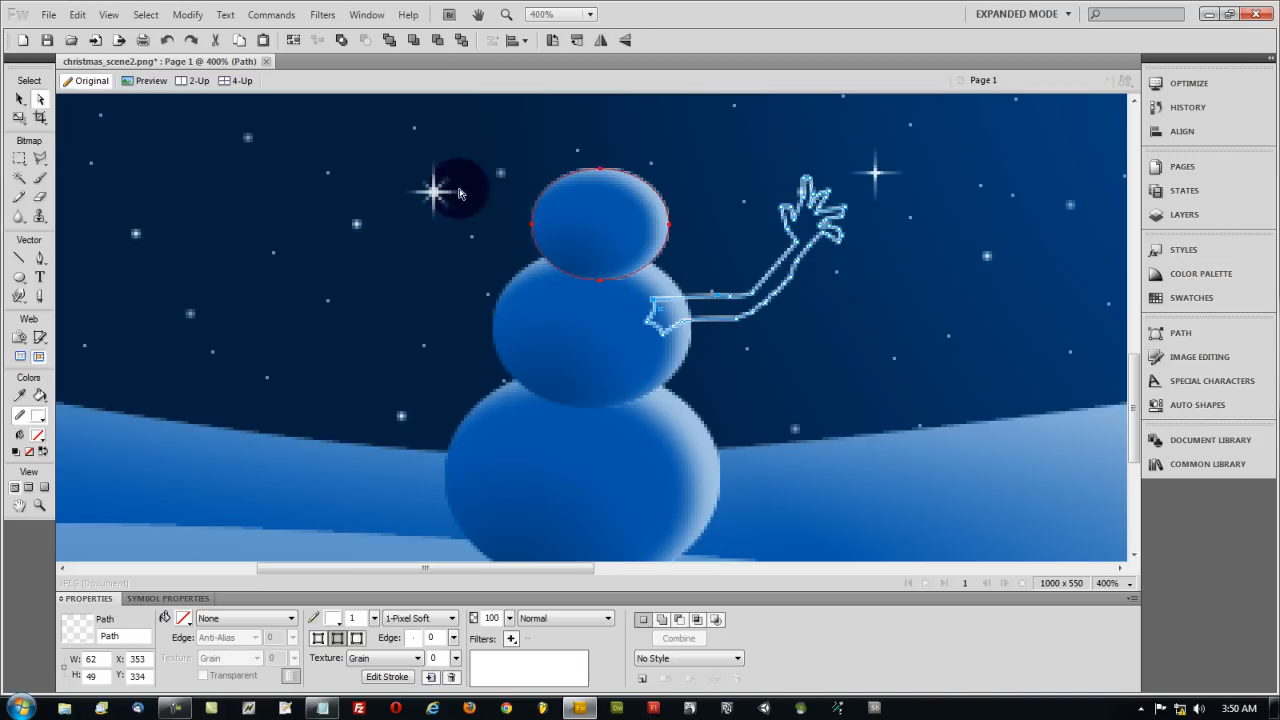 Fw File Edit View Select Modify Text Commands Filters Window Help Br 400% EXPANDED MODE
christmas_scene2.png* : Page 1 @ 400% (Path)
Original Preview 2-Up 4-Up Page 1
Select
Bitmap
Vector
Web
Colors
View
OPTIMIZE
HISTORY
ALIGN
PAGES
STATES
LAYERS
STYLES
COLOR PALETTE
SWATCHES
PATH
IMAGE EDITING
SPECIAL CHARACTERS
AUTO SHAPES
DOCUMENT LIBRARY
COMMON LIBRARY
JPEG (Document) 1 1000 x 550 400%
PROPERTIES SYMBOL PROPERTIES
Path None 1 1-Pixel Soft 100 Normal
Path Edge: Anti-Alias 0 Edge: 0 Filters: Combine
W: 62 X: 353 Texture: Grain 0 Texture: Grain 0 No Style
H: 49 Y: 334 Transparent Edit Stroke
3:50 AM